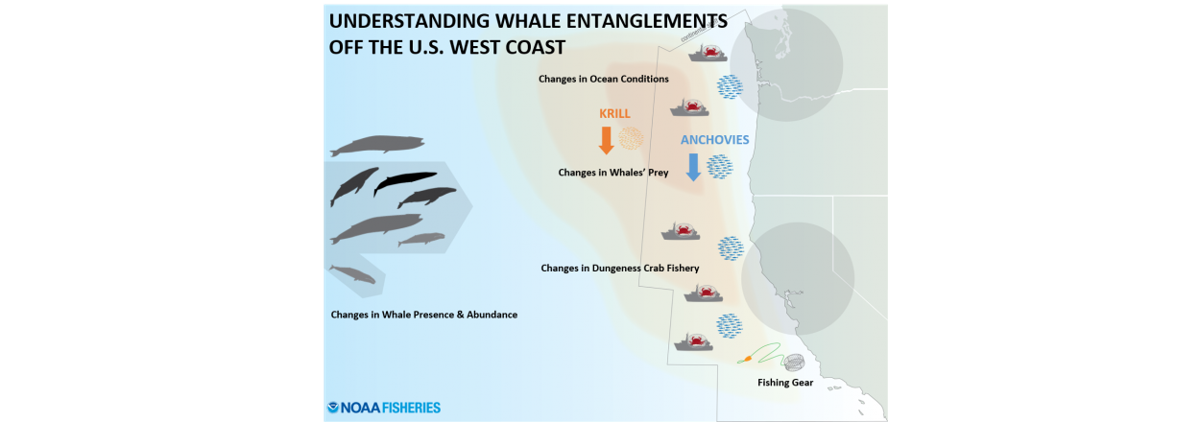 UNDERSTANDING WHALE ENTANGLEMENTS
OFF THE U.S. WEST COAST
Changes in Ocean Conditions
KRILL
ANCHOVIES
Changes in Whales' Prey
Changes in Dungeness Crab Fishery
Changes in Whale Presence & Abundance
Fishing Gear
NOAA FISHERIES